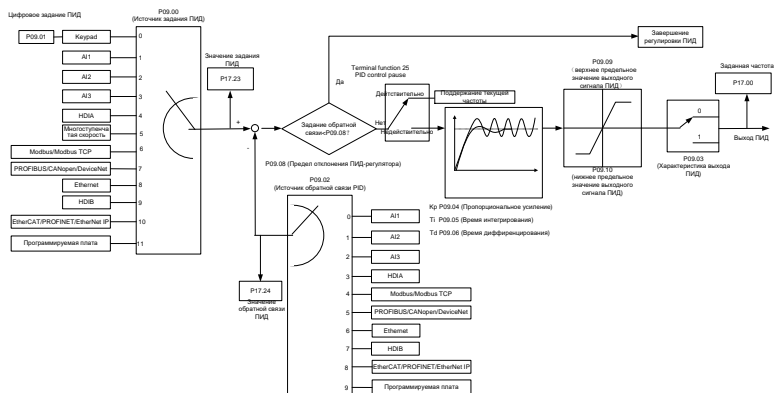 P09.00
(Источник задания ПИД)
Цифровое задание ПИД
P09.01
Keypad
0
AI1
1
AI2
2
AI3
3
HDIA
4
Многоступенча
тая скорость
5
Modbus/Modbus TCP
6
PROFIBUS/CANopen/DeviceNet
7
Ethernet
8
HDIB
9
EtherCAT/PROFINET/EtherNet IP
10
Программируемая плата
11
Значение задания
ПИД
P17.23
+
-
Задание обратной
связи<P09.08?
Да
Нет
P09.08 (Предел отклонения ПИД-регулятора)
Terminal function 25
PID control pause
Действительно
Недействительно
Поддержание текущей
частоты
Завершение
регулировки ПИД
Kp P09.04 (Пропорциональное усиление)
Ti P09.05 (Время интегрирования)
Td P09.06 (Время диффиренцирования)
P09.09
(верхнее предельное
значение выходного
сигнала ПИД)
P09.10
(нижнее предельное
значение выходного
сигнала ПИД)
Заданная частота
P17.00
0
1
Выход ПИД
P09.03
(Характеристика выхода
ПИД)
P09.02
(Источник обратной связи PID)
P17.24
Значение
обратной связи
ПИД
0
AI1
1
AI2
2
AI3
3
HDIA
4
Modbus/Modbus TCP
5
PROFIBUS/CANopen/DeviceNet
6
Ethernet
7
HDIB
8
EtherCAT/PROFINET/EtherNet IP
9
Программируемая плата